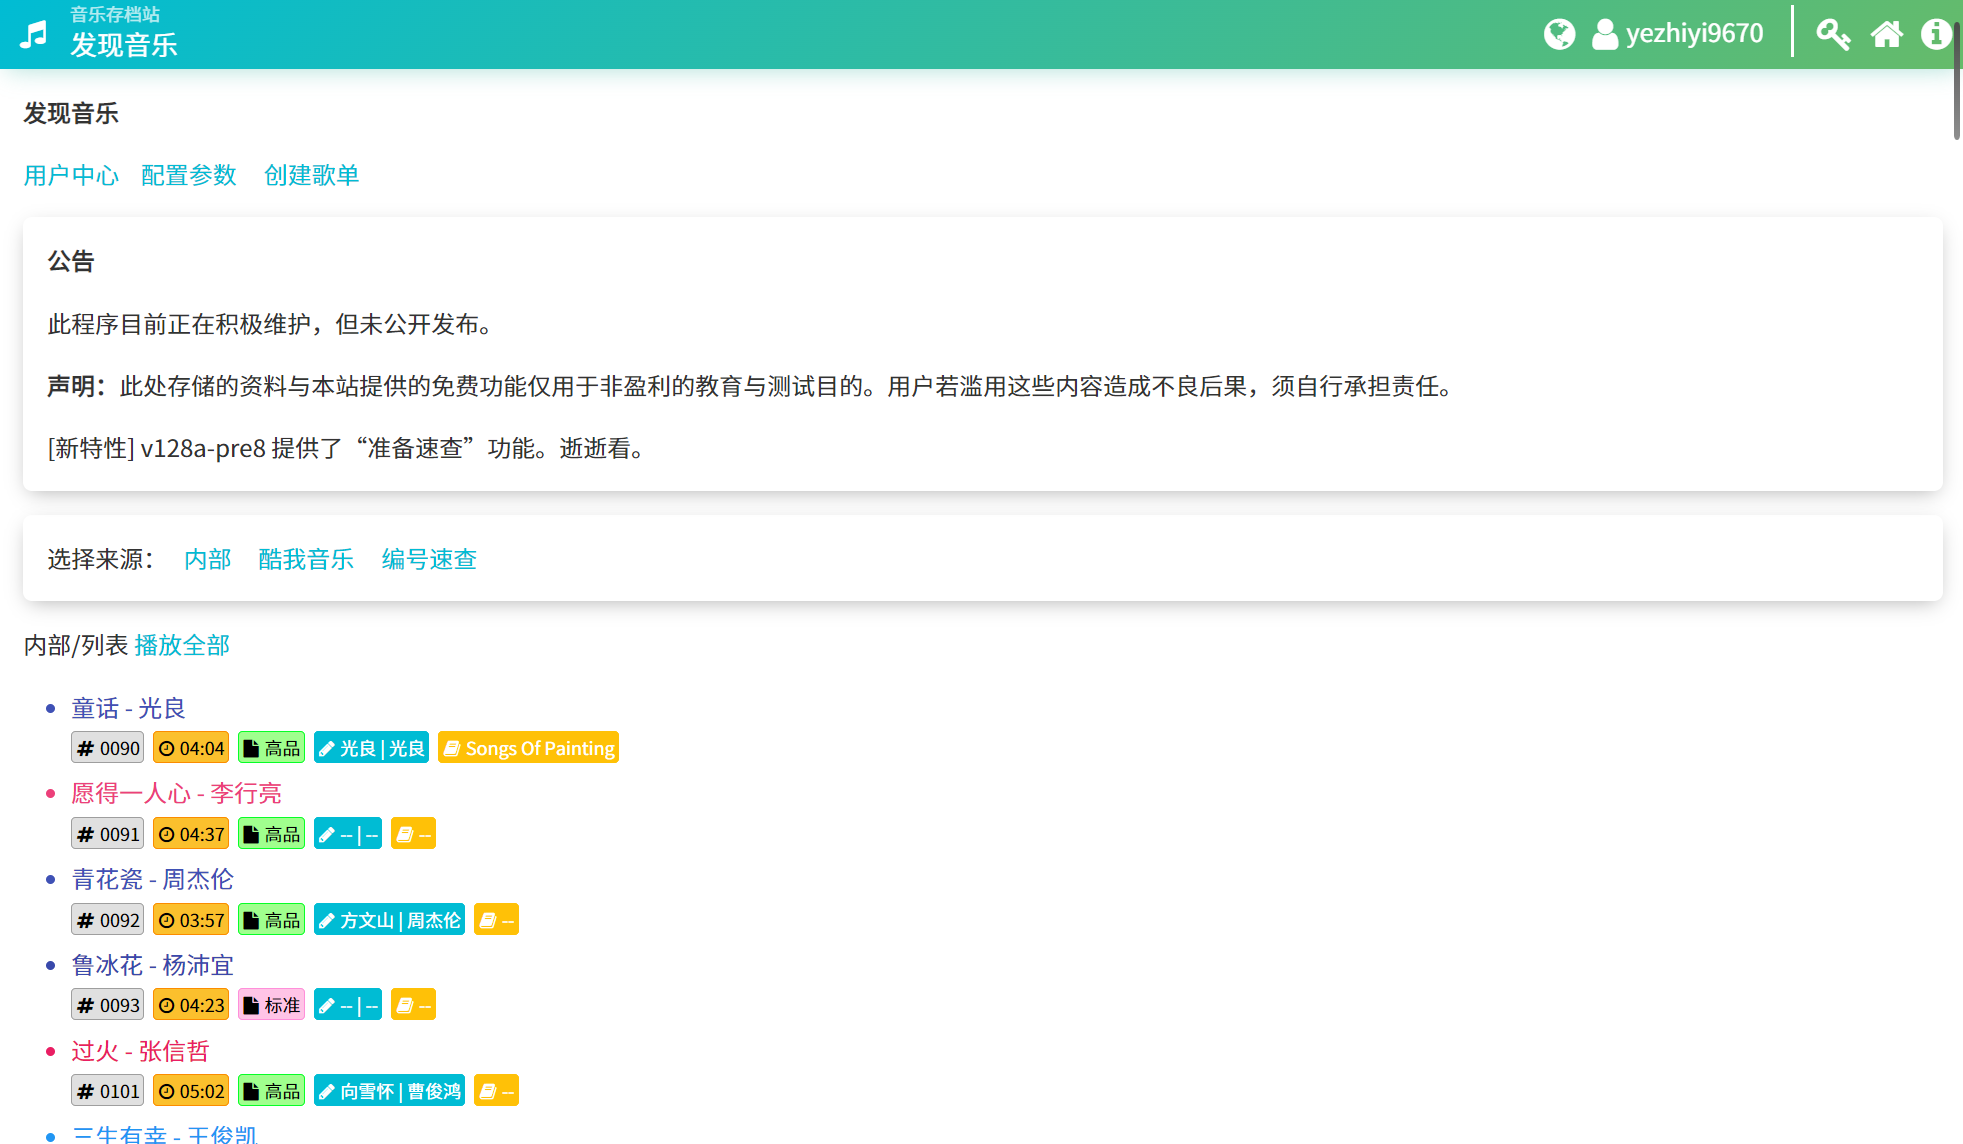 音乐存档站
发现音乐
yezhiyi9670
发现音乐
用户中心 配置参数 创建歌单
公告
此程序目前正在积极维护，但未公开发布。
声明：此处存储的资料与本站提供的免费功能仅用于非盈利的教育与测试目的。用户若滥用这些内容造成不良后果，须自行承担责任。
[新特性] v128a-pre8 提供了“准备速查”功能。逝逝看。
选择来源： 内部 酷我音乐 编号速查
内部/列表 播放全部
童话 - 光良
# 0090 04:04 高品 光良 | 光良 Songs Of Painting
愿得一人心 - 李行亮
# 0091 04:37 高品 -- | -- --
青花瓷 - 周杰伦
# 0092 03:57 高品 方文山 | 周杰伦 --
鲁冰花 - 杨沛宜
# 0093 04:23 标准 -- | -- --
过火 - 张信哲
# 0101 05:02 高品 向雪怀 | 曹俊鸿 --
三生有幸 - 王俊凯